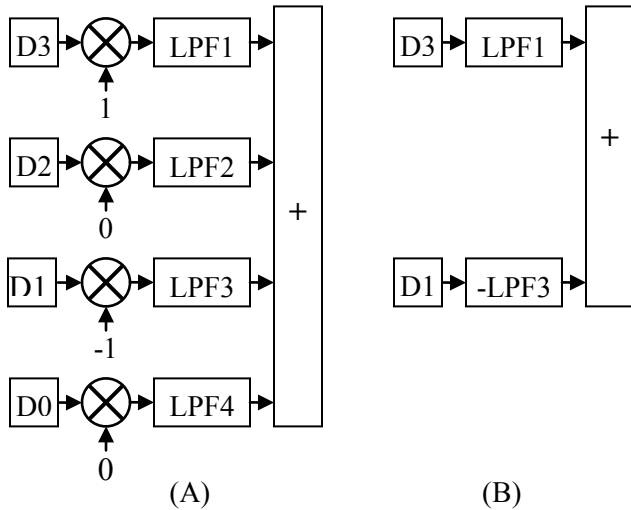 D3 LPF1 D3 LPF1
1
+
D2 LPF2
0
+
D1 LPF3 D1 -LPF3
-1
D0 LPF4
0
(A) (B)